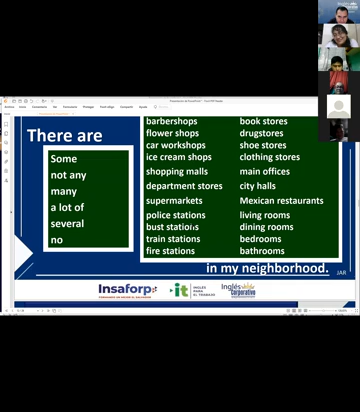 There are
Some
not any
many
a lot of
several
no
barbershops
flower shops
car workshops
ice cream shops
shopping malls
department stores
supermarkets
police stations
bust stations
train stations
fire stations
book stores
drugstores
shoe stores
clothing stores
main offices
city halls
Mexican restaurants
living rooms
dining rooms
bedrooms
bathrooms
in my neighborhood.
JAR
Insaforp
it
INGLÉS
PARA
EL TRABAJO
Inglés
Corporativo